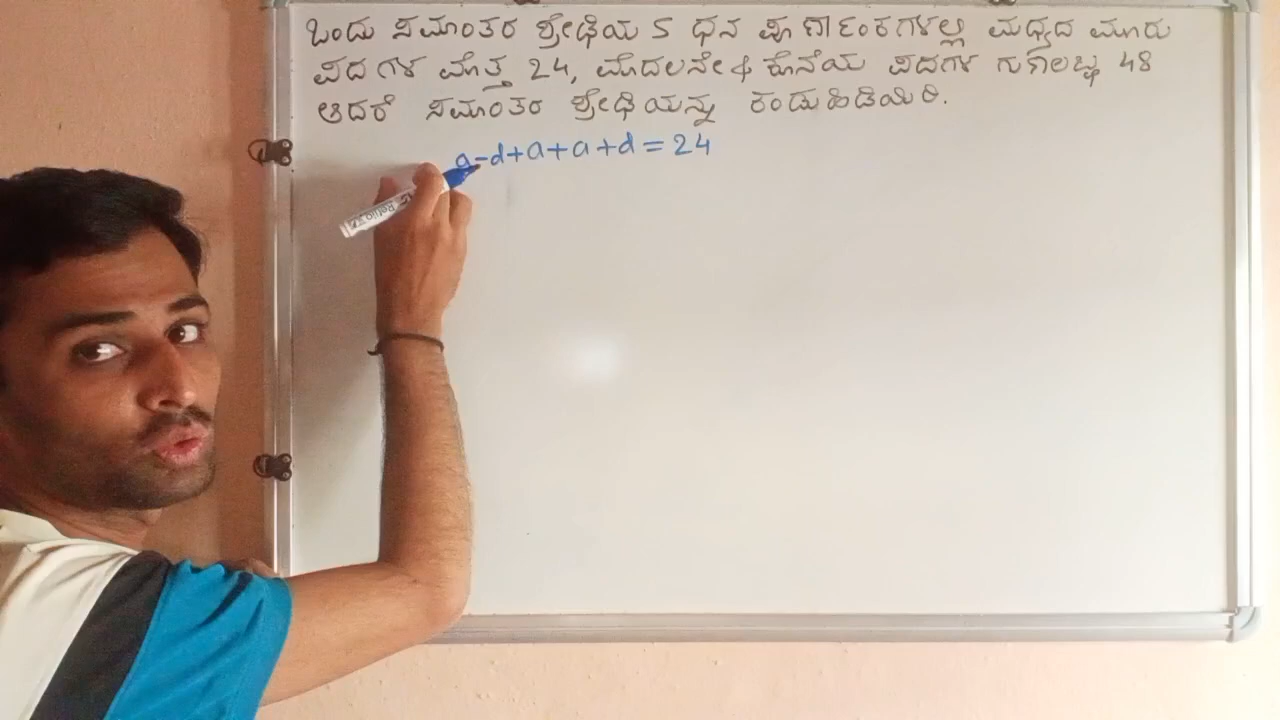 ಒಂದು ಸಮಾಂತರ ಶ್ರೇಢಿಯ 5 ಧನ ಪೂರ್ಣಾಂಕಗಳಲ್ಲಿ ಮಧ್ಯದ ಮೂರು
ಪದಗಳ ಮೊತ್ತ 24, ಮೊದಲನೇ & ಕೊನೆಯ ಪದಗಳ ಗುಣಲಬ್ಧ 48
ಆದರೆ ಸಮಾಂತರ ಶ್ರೇಢಿಯನ್ನು ಕಂಡುಹಿಡಿಯಿರಿ.
a-d+a+a+d=24